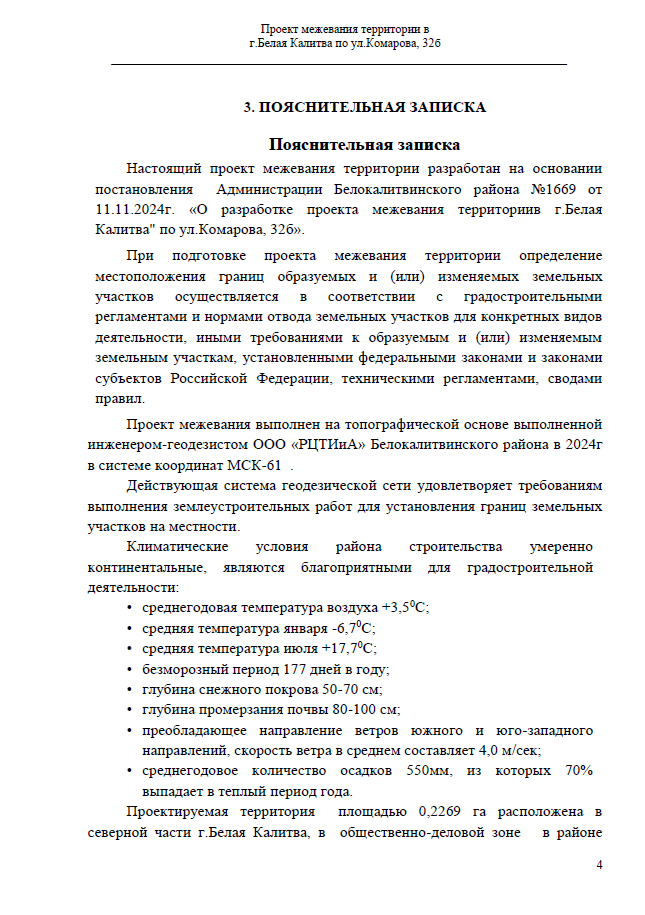 Проект межевания территории в
г.Белая Калитва по ул.Комарова, 32б
3. ПОЯСНИТЕЛЬНАЯ ЗАПИСКА
Пояснительная записка
Настоящий проект межевания территории разработан на основании
постановления Администрации Белокалитвинского района №1669 от
11.11.2024г. «О разработке проекта межевания территориив г.Белая
Калитва" по ул.Комарова, 32б».
При подготовке проекта межевания территории определение
местоположения границ образуемых и (или) изменяемых земельных
участков осуществляется в соответствии с градостроительными
регламентами и нормами отвода земельных участков для конкретных видов
деятельности, иными требованиями к образуемым и (или) изменяемым
земельным участкам, установленными федеральными законами и законами
субъектов Российской Федерации, техническими регламентами, сводами
правил.
Проект межевания выполнен на топографической основе выполненной
инженером-геодезистом ООО «РЦТИиА» Белокалитвинского района в 2024г
в системе координат МСК-61 .
Действующая система геодезической сети удовлетворяет требованиям
выполнения землеустроительных работ для установления границ земельных
участков на местности.
Климатические условия района строительства умеренно
континентальные, являются благоприятными для градостроительной
деятельности:
• среднегодовая температура воздуха +3,5⁰С;
• средняя температура января -6,7⁰С;
• средняя температура июля +17,7⁰С;
• безморозный период 177 дней в году;
• глубина снежного покрова 50-70 см;
• глубина промерзания почвы 80-100 см;
• преобладающее направление ветров южного и юго-западного
направлений, скорость ветра в среднем составляет 4,0 м/сек;
• среднегодовое количество осадков 550мм, из которых 70%
выпадает в теплый период года.
Проектируемая территория площадью 0,2269 га расположена в
северной части г.Белая Калитва, в общественно-деловой зоне в районе
4